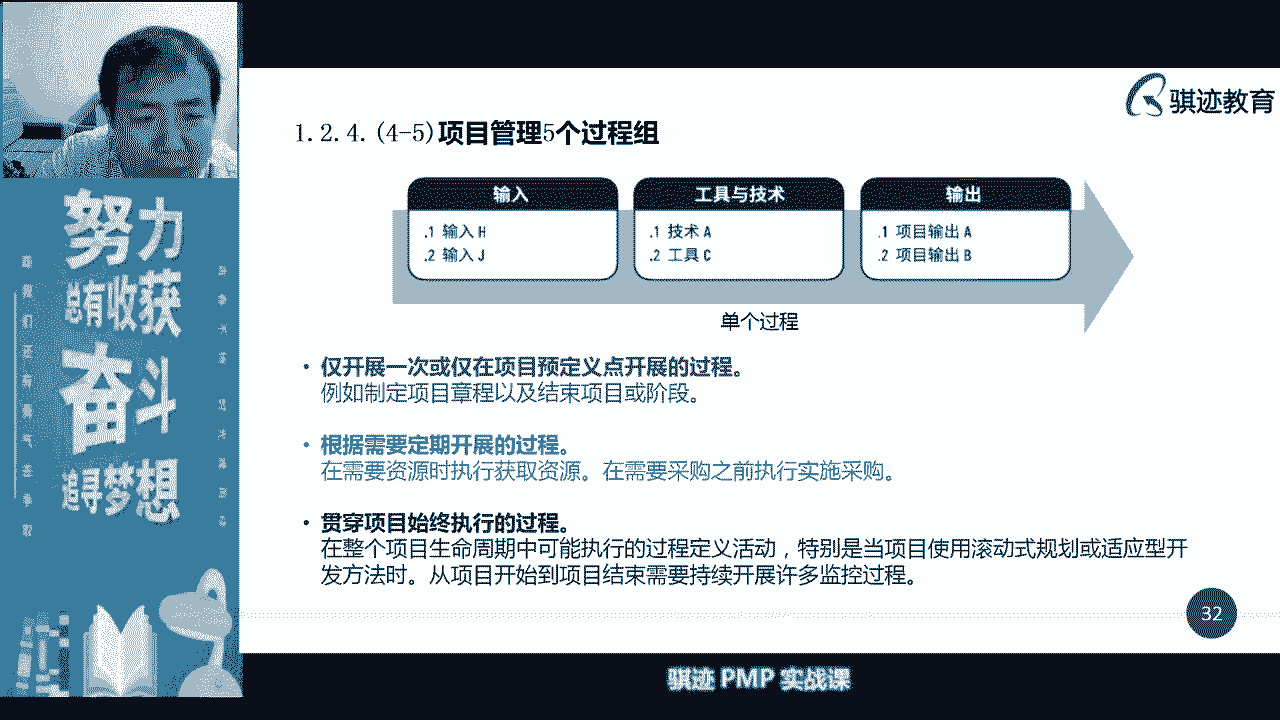 骐迹教育
1.2.4.(4-5)项目管理5个过程组
输入
.1 输入 H
.2 输入 J
工具与技术
.1 技术 A
.2 工具 C
输出
.1 项目输出 A
.2 项目输出 B
单个过程
• 仅开展一次或仅在项目预定义点开展的过程。
例如制定项目章程以及结束项目或阶段。
• 根据需要定期开展的过程。
在需要资源时执行获取资源。在需要采购之前执行实施采购。
• 贯穿项目始终执行的过程。
在整个项目生命周期中可能执行的过程定义活动，特别是当项目使用滚动式规划或适应型开
发方法时。从项目开始到项目结束需要持续开展许多监控过程。
32
骐迹 PMP 实战课
努力
总有收获
奋斗
追寻梦想